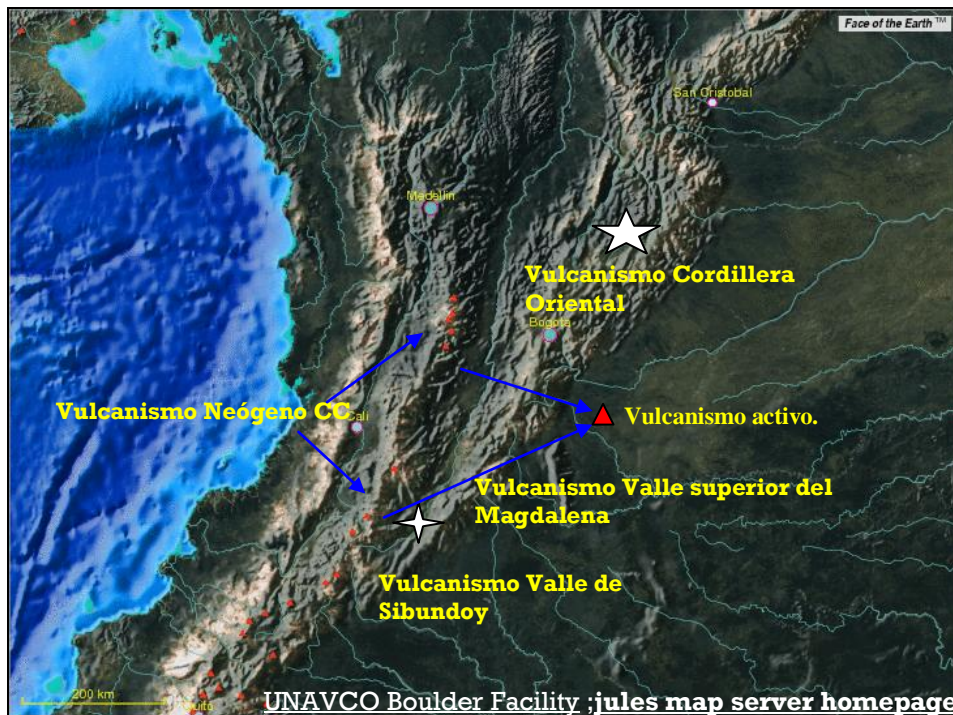 Face of the Earth™
San Cristobal
Medellin
Vulcanismo Cordillera
Oriental
Bogota
Vulcanismo Neógeno CC
Cali
Vulcanismo activo.
Vulcanismo Valle superior del
Magdalena
Vulcanismo Valle de
Sibundoy
200 km
Quito
UNAVCO Boulder Facility ;jules map server homepage